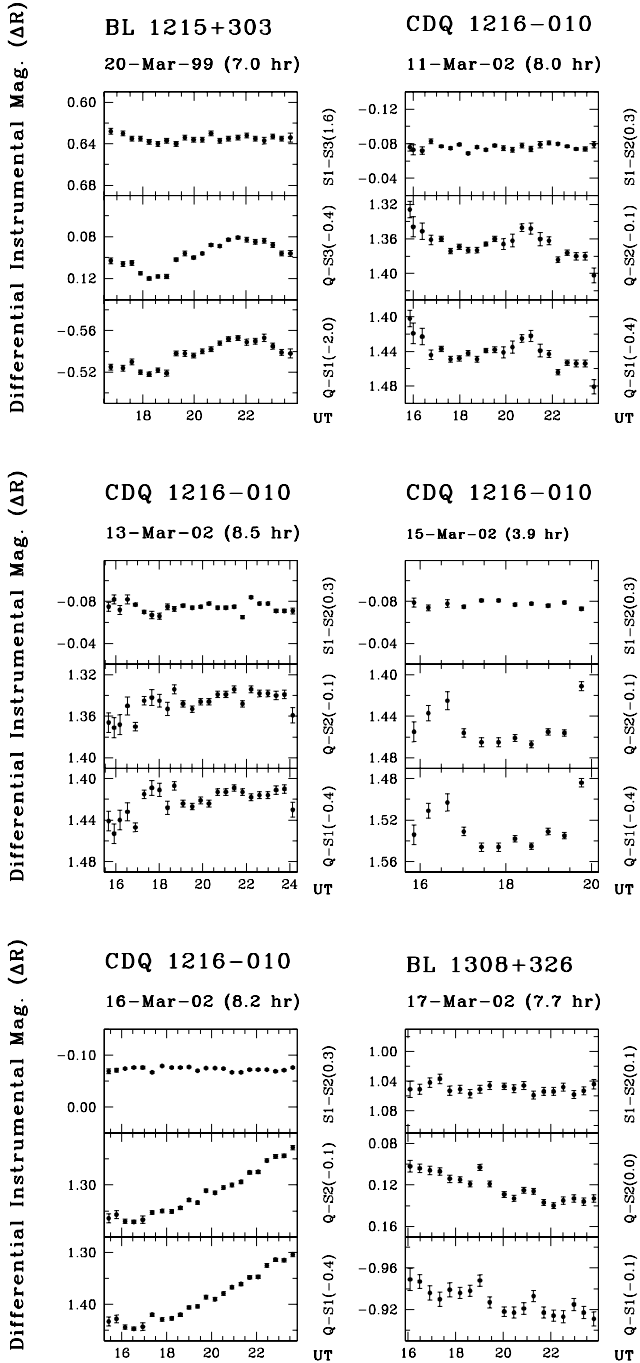 BL 1215+303
20-Mar-99 (7.0 hr)
Differential Instrumental Mag. (ΔR)
0.60
0.64
0.68
S1-S3(1.6)
0.08
0.12
Q-S3(-0.4)
-0.56
-0.52
Q-S1(-2.0)
18 20 22
UT
CDQ 1216-010
11-Mar-02 (8.0 hr)
-0.12
-0.08
-0.04
S1-S2(0.3)
1.32
1.36
1.40
Q-S2(-0.1)
1.40
1.44
1.48
Q-S1(-0.4)
16 18 20 22
UT
CDQ 1216-010
13-Mar-02 (8.5 hr)
Differential Instrumental Mag. (ΔR)
-0.08
-0.04
S1-S2(0.3)
1.32
1.36
1.40
Q-S2(-0.1)
1.40
1.44
1.48
Q-S1(-0.4)
16 18 20 22 24
UT
CDQ 1216-010
15-Mar-02 (3.9 hr)
-0.08
-0.04
S1-S2(0.3)
1.40
1.44
1.48
Q-S2(-0.1)
1.48
1.52
1.56
Q-S1(-0.4)
16 18 20
UT
CDQ 1216-010
16-Mar-02 (8.2 hr)
Differential Instrumental Mag. (ΔR)
-0.10
0.00
S1-S2(0.3)
1.30
Q-S2(-0.1)
1.30
1.40
Q-S1(-0.4)
16 18 20 22
UT
BL 1308+326
17-Mar-02 (7.7 hr)
1.00
1.04
1.08
S1-S2(0.1)
0.08
0.12
0.16
Q-S2(0.0)
-0.96
-0.92
Q-S1(-0.1)
16 18 20 22
UT